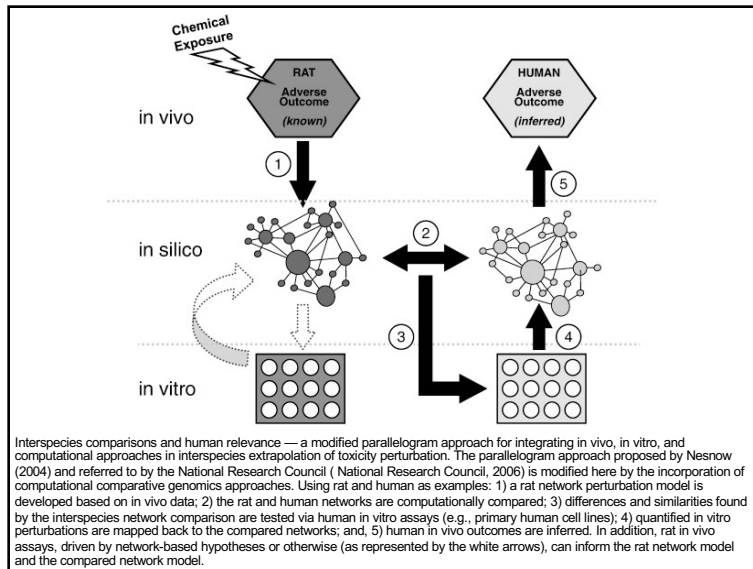 Chemical
Exposure
RAT
Adverse
Outcome
(known)
HUMAN
Adverse
Outcome
(inferred)
in vivo
1
5
in silico
2
3
4
in vitro
Interspecies comparisons and human relevance — a modified parallelogram approach for integrating in vivo, in vitro, and
computational approaches in interspecies extrapolation of toxicity perturbation. The parallelogram approach proposed by Nesnow
(2004) and referred to by the National Research Council ( National Research Council, 2006) is modified here by the incorporation of
computational comparative genomics approaches. Using rat and human as examples: 1) a rat network perturbation model is
developed based on in vivo data; 2) the rat and human networks are computationally compared; 3) differences and similarities found
by the interspecies network comparison are tested via human in vitro assays (e.g., primary human cell lines); 4) quantified in vitro
perturbations are mapped back to the compared networks; and, 5) human in vivo outcomes are inferred. In addition, rat in vivo
assays, driven by network-based hypotheses or otherwise (as represented by the white arrows), can inform the rat network model
and the compared network model.